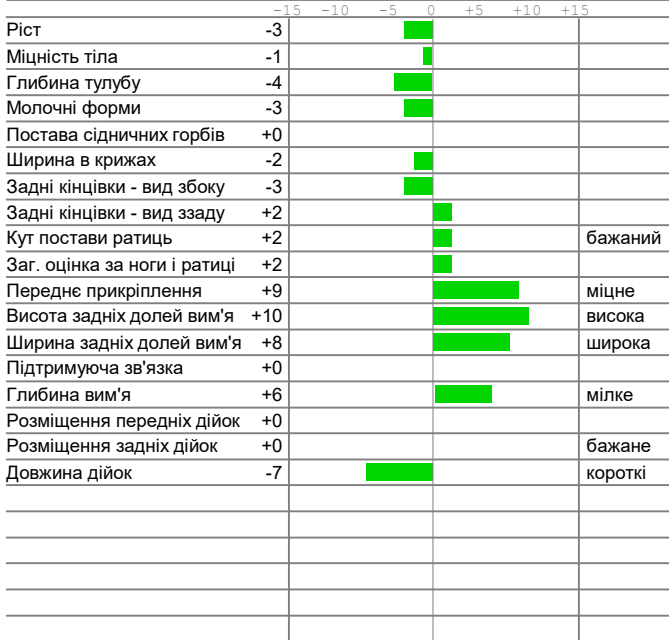 -15 -10 -5 0 +5 +10 +15
Ріст -3
Міцність тіла -1
Глибина тулубу -4
Молочні форми -3
Постава сідничних горбів +0
Ширина в крижах -2
Задні кінцівки - вид збоку -3
Задні кінцівки - вид ззаду +2
Кут постави ратиць +2 бажаний
Заг. оцінка за ноги і ратиці +2
Переднє прикріплення +9 міцне
Висота задніх долей вим'я +10 висока
Ширина задніх долей вим'я +8 широка
Підтримуюча зв'язка +0
Глибина вим'я +6 мілке
Розміщення передніх дійок +0
Розміщення задніх дійок +0 бажане
Довжина дійок -7 короткі